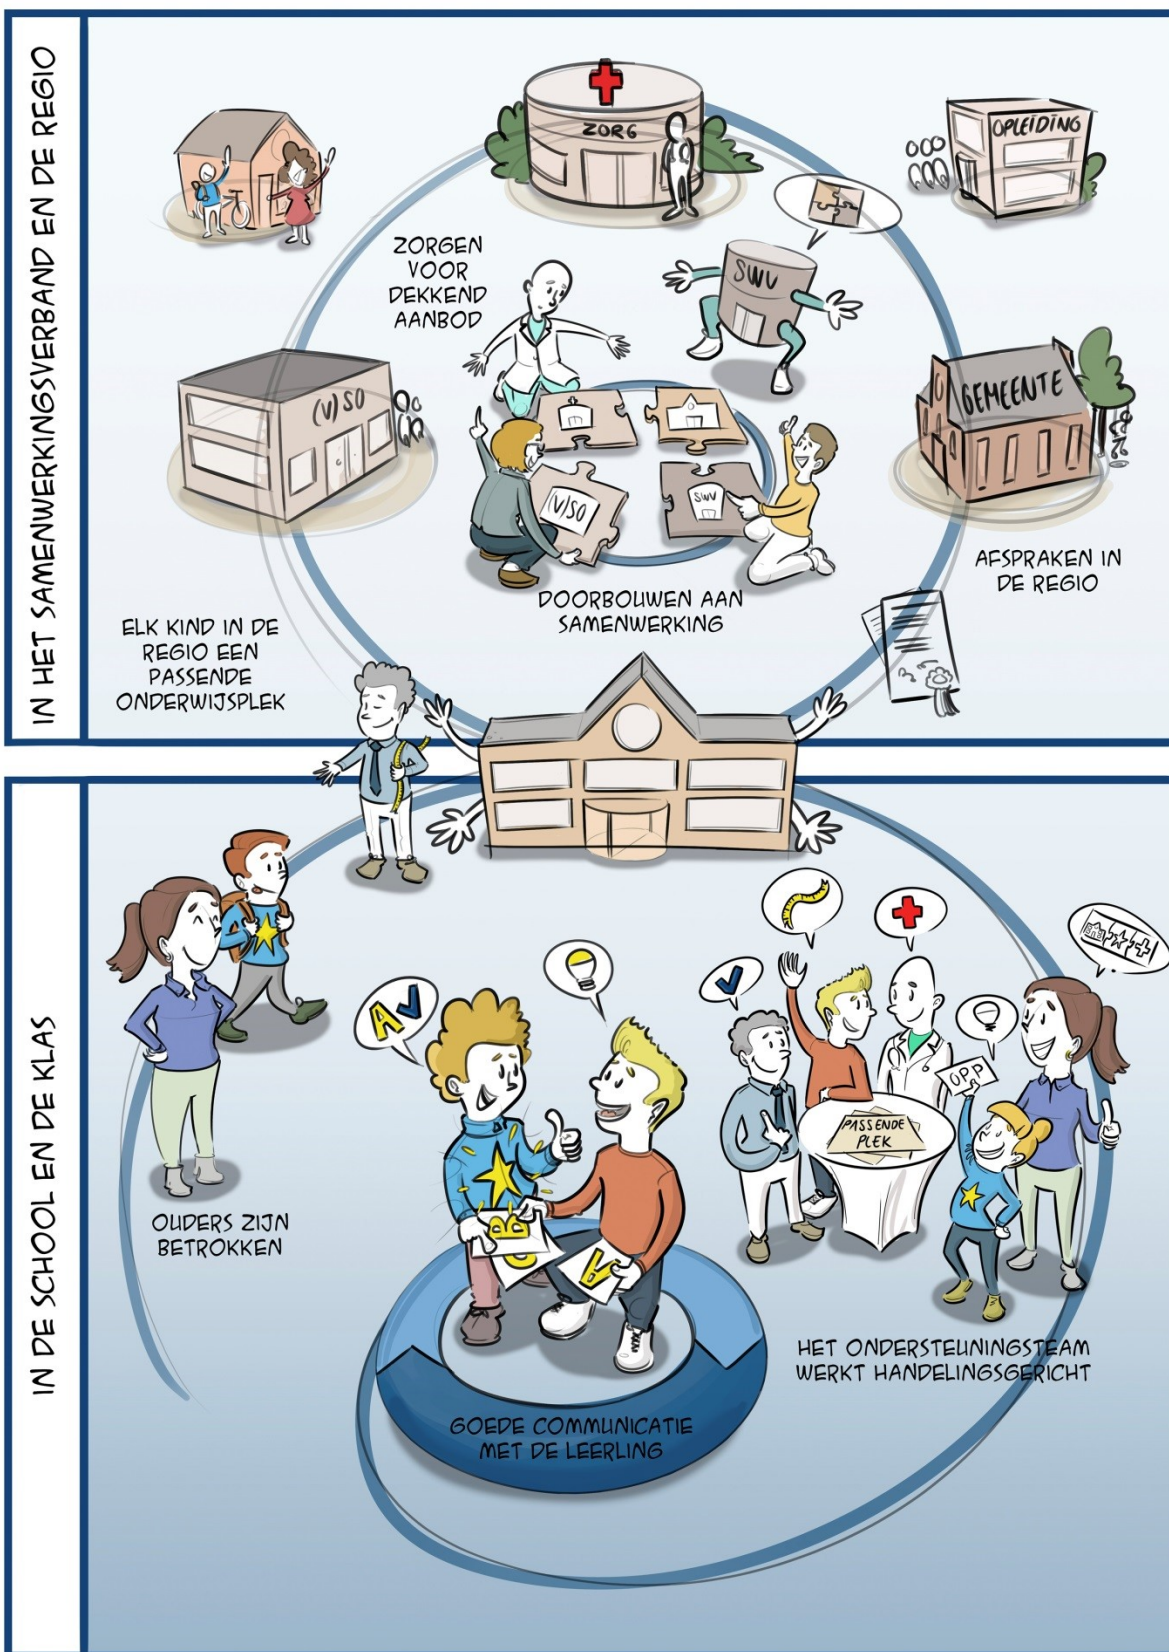 IN HET SAMENWERKINGSVERBAND EN DE REGIO
ZORG
OPLEIDING
ZORGEN
VOOR
DEKKEND
AANBOD
SWV
(V)SO
GEMEENTE
(V)SO
SWV
AFSPRAKEN IN
DE REGIO
DOORBOUWEN AAN
SAMENWERKING
ELK KIND IN DE
REGIO EEN
PASSENDE
ONDERWIJSPLEK
IN DE SCHOOL EN DE KLAS
A
OPP
PASSENDE
PLEK
OUDERS ZIJN
BETROKKEN
B
A
HET ONDERSTEUNINGSTEAM
WERKT HANDELINGSGERICHT
GOEDE COMMUNICATIE
MET DE LEERLING